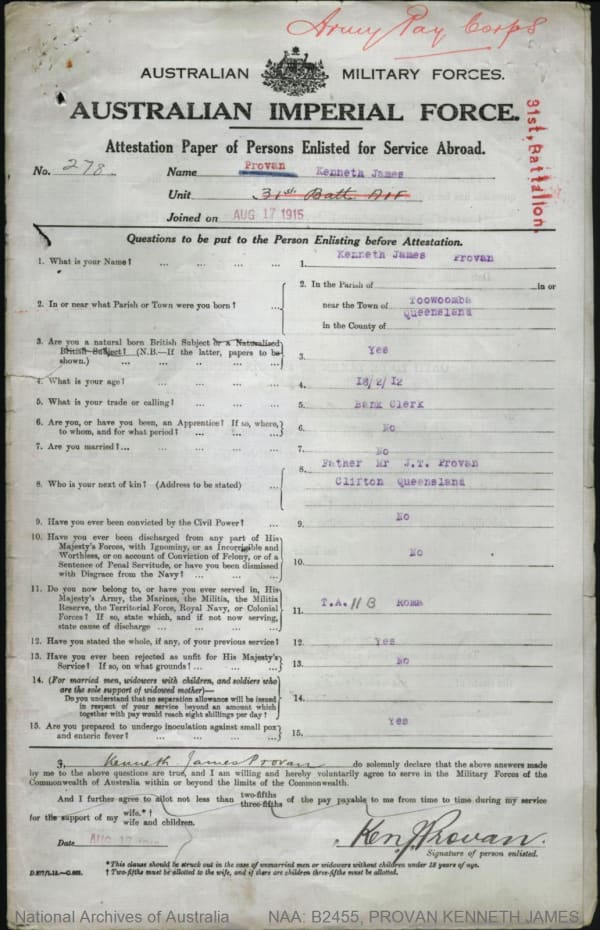 Army Pay Corps
AUSTRALIAN MILITARY FORCES.
AUSTRALIAN IMPERIAL FORCE.
31st, Battalion.
Attestation Paper of Persons Enlisted for Service Abroad.
No. 278 Name Provan Kenneth James
Unit 31st Batt. AIF
Joined on AUG 17 1915
Questions to be put to the Person Enlisting before Attestation.
1. What is your Name? ... ... ... ... 1. Kenneth James Provan
2. In or near what Parish or Town were you born? ... 2. In the Parish of in or
near the Town of Toowoomba
Queensland
in the County of
3. Are you a natural born British Subject or a Naturalised
British Subject? (N.B.—If the latter, papers to be
shown.) ... ... ... ... 3. Yes
4. What is your age? ... ... ... ... 4. 18/2/12
5. What is your trade or calling? ... ... ... 5. Bank Clerk
6. Are you, or have you been, an Apprentice? If so, where,
to whom, and for what period? ... ... ... 6. No
7. Are you married?... ... ... ... ... 7. No
8. Who is your next of kin? (Address to be stated) ... 8. Father Mr J.T. Provan
Clifton Queensland
9. Have you ever been convicted by the Civil Power? ... 9. No
10. Have you ever been discharged from any part of His
Majesty's Forces, with Ignominy, or as Incorrigible and
Worthless, or on account of Conviction of Felony, or of a
Sentence of Penal Servitude, or have you been dismissed
with Disgrace from the Navy? ... ... ... 10. No
11. Do you now belong to, or have you ever served in, His
Majesty's Army, the Marines, the Militia, the Militia
Reserve, the Territorial Force, Royal Navy, or Colonial
Forces? If so, state which, and if not now serving,
state cause of discharge ... ... ... ... 11. T.A. 11B Roma
12. Have you stated the whole, if any, of your previous service? 12. Yes
13. Have you ever been rejected as unfit for His Majesty's
Service? If so, on what grounds? ... ... ... 13. No
14. (For married men, widowers with children, and soldiers who
are the sole support of widowed mother)—
Do you understand that no separation allowance will be issued
in respect of your service beyond an amount which
together with pay would reach eight shillings per day? 14.
15. Are you prepared to undergo inoculation against small pox
and enteric fever? ... ... ... ... 15. Yes
I, Kenneth James Provan do solemnly declare that the above answers made
by me to the above questions are true, and I am willing and hereby voluntarily agree to serve in the Military Forces of the
Commonwealth of Australia within or beyond the limits of the Commonwealth.
And I further agree to allot not less than two-fifths three-fifths of the pay payable to me from time to time during my service
for the support of my wife.*† wife and children.
Date AUG 17
Ken J Provan.
Signature of person enlisted.
*This clause should be struck out in the case of unmarried men or widowers without children under 18 years of age.
† Two-fifths must be allotted to the wife, and if there are children three-fifths must be allotted.
National Archives of Australia NAA: B2455, PROVAN KENNETH JAMES